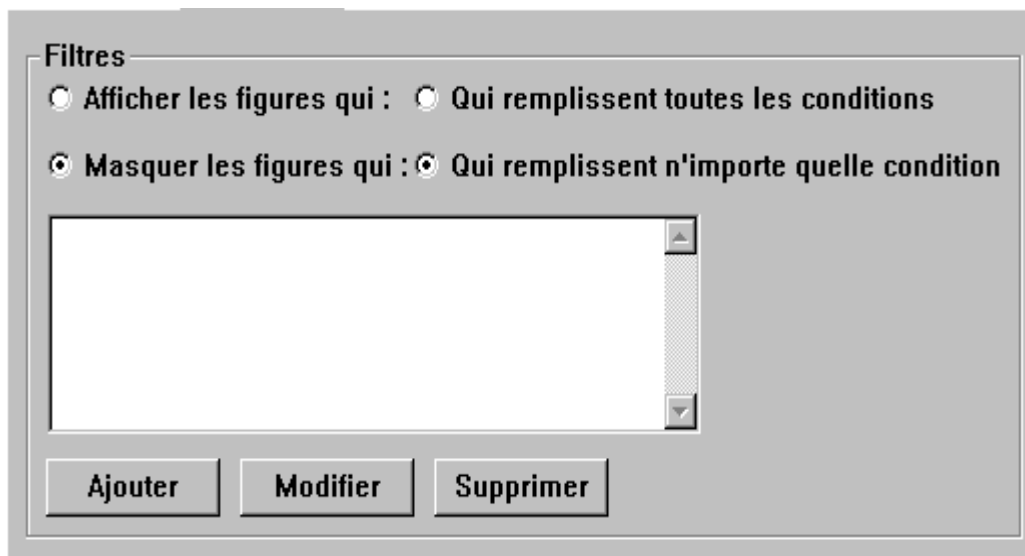 Filtres
Afficher les figures qui : Qui remplissent toutes les conditions
Masquer les figures qui : Qui remplissent n'importe quelle condition
Ajouter Modifier Supprimer